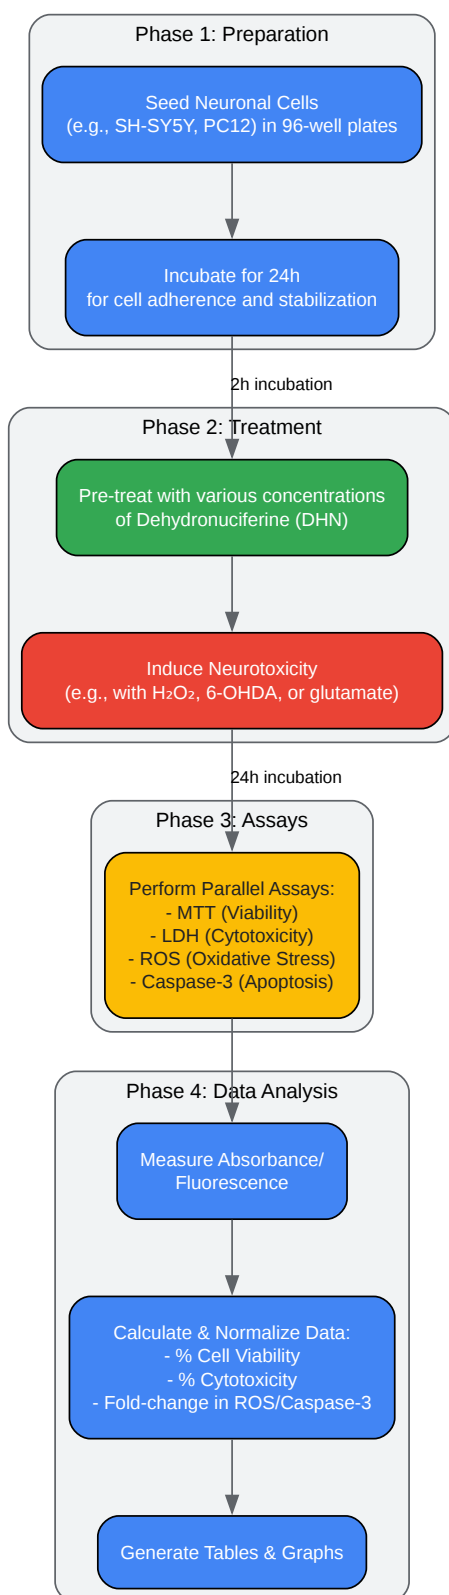 Phase 1: Preparation
Seed Neuronal Cells
(e.g., SH-SY5Y, PC12) in 96-well plates
Incubate for 24h
for cell adherence and stabilization
2h incubation
Phase 2: Treatment
Pre-treat with various concentrations
of Dehydronuciferine (DHN)
Induce Neurotoxicity
(e.g., with H₂O₂, 6-OHDA, or glutamate)
24h incubation
Phase 3: Assays
Perform Parallel Assays:
- MTT (Viability)
- LDH (Cytotoxicity)
- ROS (Oxidative Stress)
- Caspase-3 (Apoptosis)
Phase 4: Data Analysis
Measure Absorbance/
Fluorescence
Calculate & Normalize Data:
- % Cell Viability
- % Cytotoxicity
- Fold-change in ROS/Caspase-3
Generate Tables & Graphs